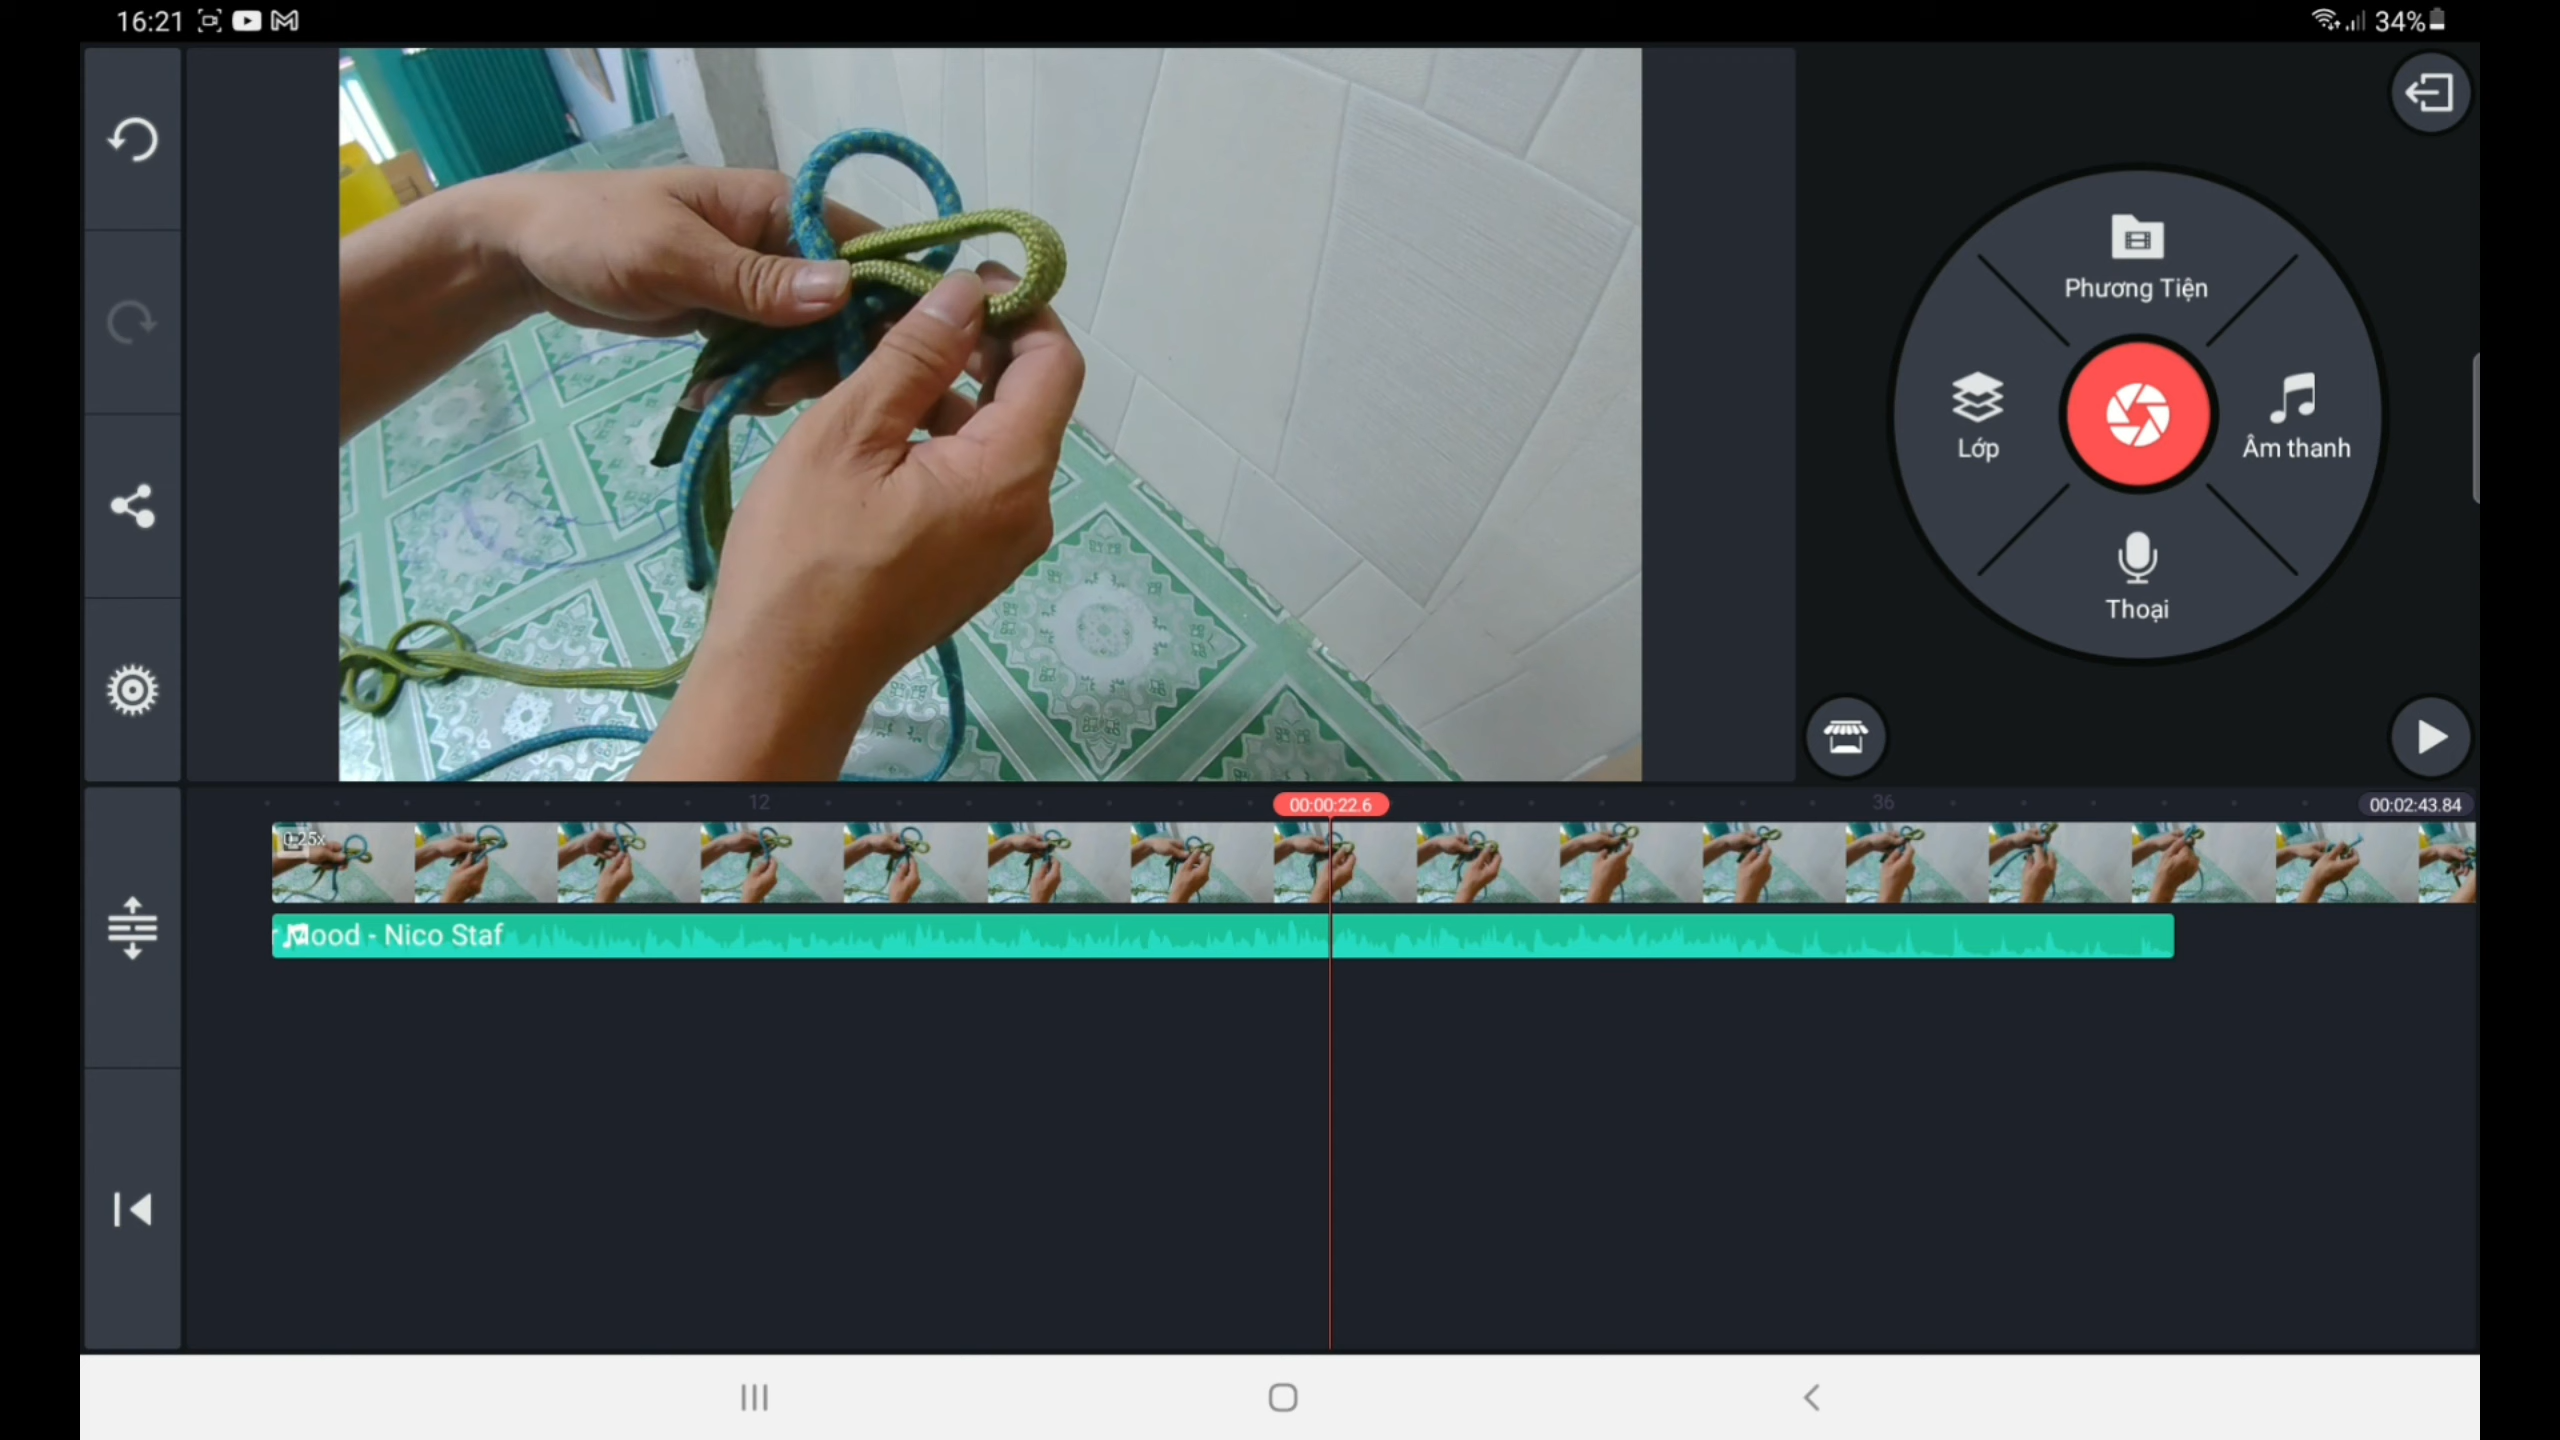 16:21
34%
Phương Tiện
Lớp
Âm thanh
Thoại
12
00:00:22.6
36
00:02:43.84
0.25x
Mood - Nico Staf